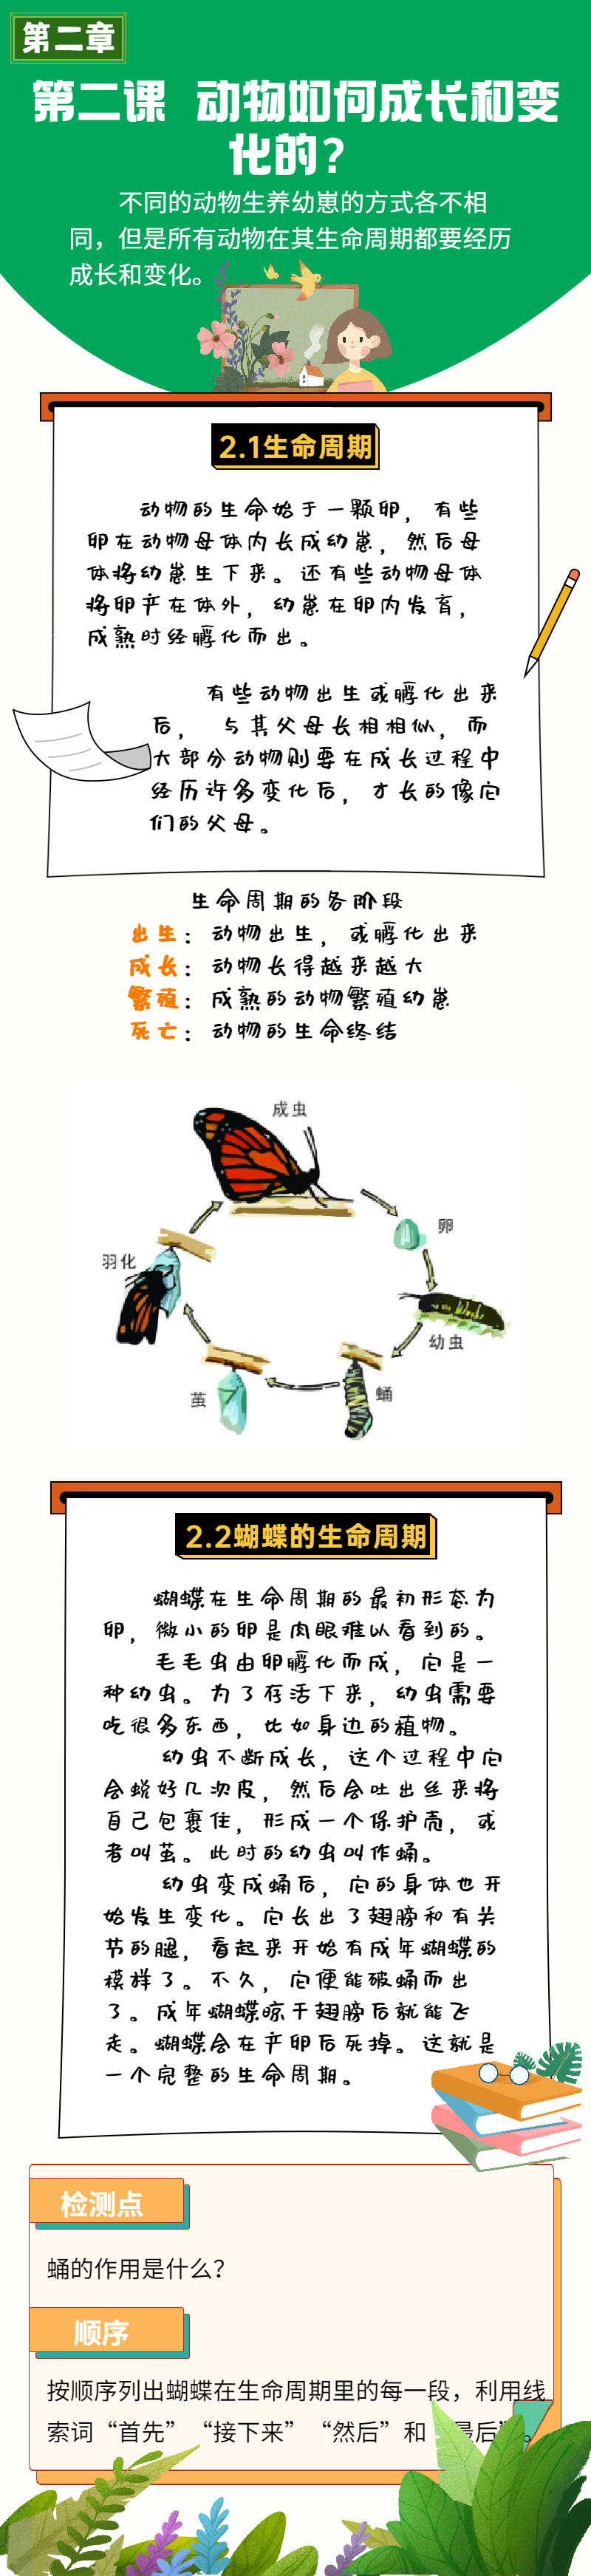 第二章
第二课 动物如何成长和变
化的？
不同的动物生养幼崽的方式各不相
同，但是所有动物在其生命周期都要经历
成长和变化。
2.1生命周期
动物的生命始于一颗卵，有些
卵在动物母体内长成幼崽，然后母
体将幼崽生下来。还有些动物母体
将卵产在体外，幼崽在卵内发育，
成熟时经孵化而出。
有些动物出生或孵化出来
后， 与其父母长相相似，而
大部分动物则要在成长过程中
经历许多变化后，才长的像它
们的父母。
生命周期的各阶段
出生：动物出生，或孵化出来
成长：动物长得越来越大
繁殖：成熟的动物繁殖幼崽
死亡：动物的生命终结
成虫
卵
羽化
幼虫
茧
蛹
2.2蝴蝶的生命周期
蝴蝶在生命周期的最初形态为
卵，微小的卵是肉眼难以看到的。
毛毛虫由卵孵化而成，它是一
种幼虫。为了存活下来，幼虫需要
吃很多东西，比如身边的植物。
幼虫不断成长，这个过程中它
会蜕好几次皮，然后会吐出丝来将
自己包裹住，形成一个保护壳，或
者叫茧。此时的幼虫叫作蛹。
幼虫变成蛹后，它的身体也开
始发生变化。它长出了翅膀和有关
节的腿，看起来开始有成年蝴蝶的
模样了。不久，它便能破蛹而出
了。成年蝴蝶晾干翅膀后就能飞
走。蝴蝶会在产卵后死掉。这就是
一个完整的生命周期。
检测点
蛹的作用是什么？
顺序
按顺序列出蝴蝶在生命周期里的每一段，利用线
索词“首先”“接下来”“然后”和“最后”。